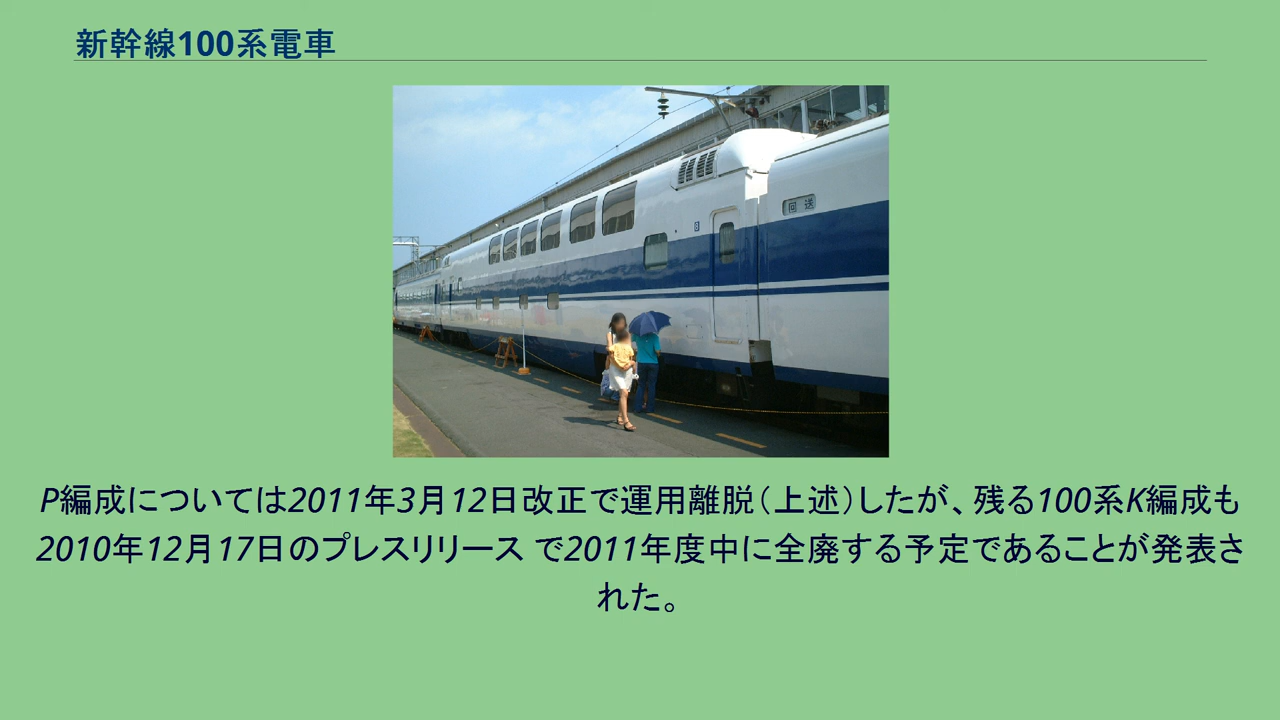 新幹線100系電車
回送
8
P編成については2011年3月12日改正で運用離脱（上述）したが、残る100系K編成も
2010年12月17日のプレスリリース で2011年度中に全廃する予定であることが発表さ
れた。